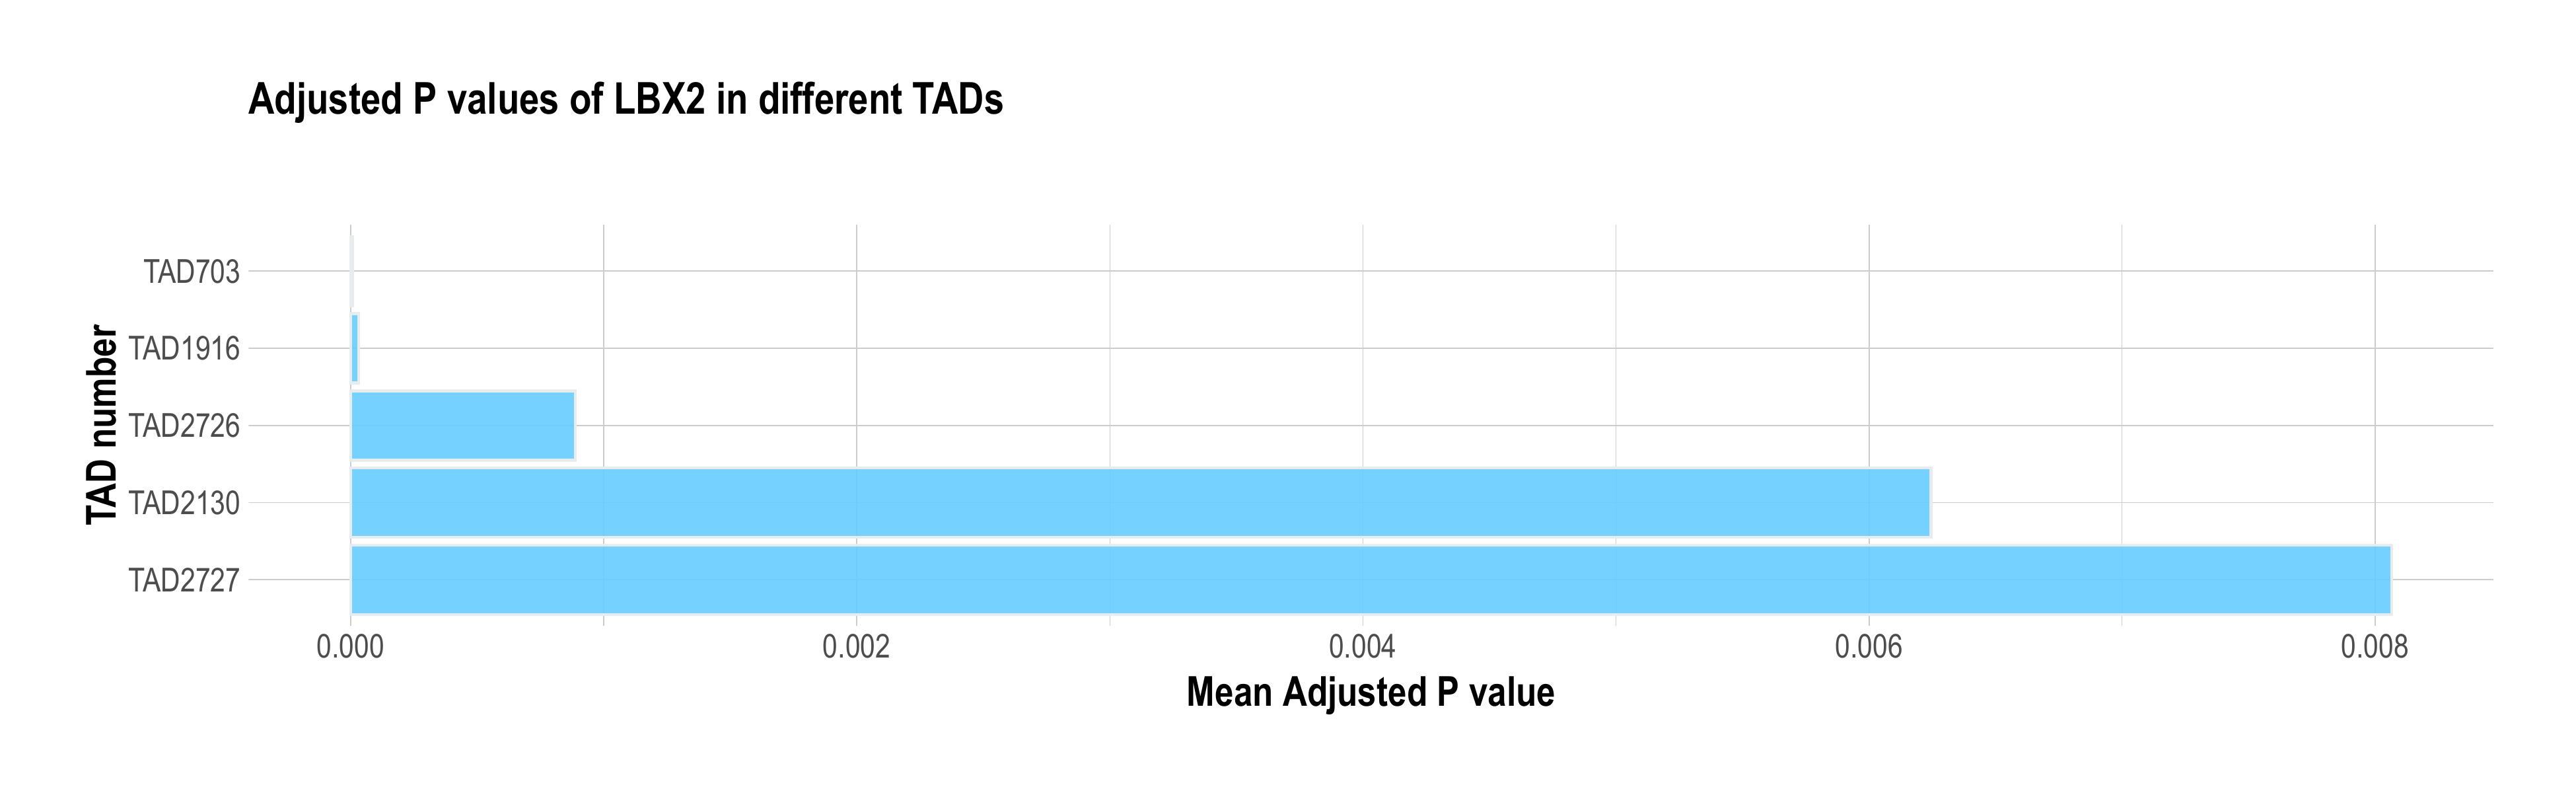 Adjusted P values of LBX2 in different TADs
TAD number
TAD703
TAD1916
TAD2726
TAD2130
TAD2727
0.000 0.002 0.004 0.006 0.008
Mean Adjusted P value